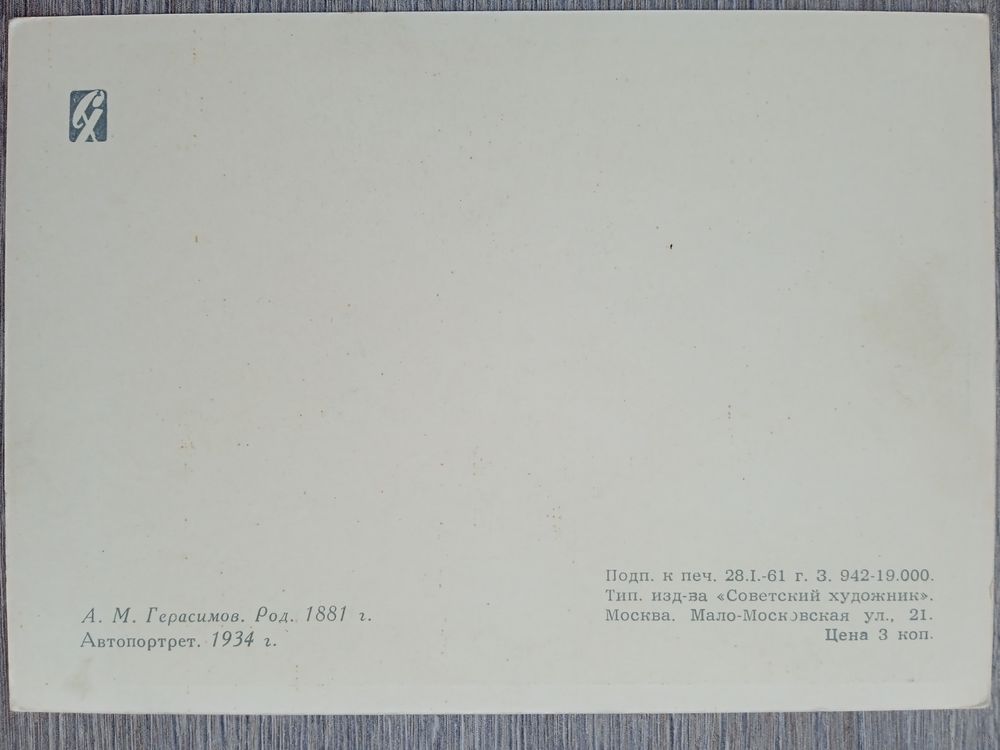 СХ
А. М. Герасимов. Род. 1881 г.
Автопортрет. 1934 г.
Подп. к печ. 28.I.-61 г. З. 942-19.000.
Тип. изд-ва «Советский художник».
Москва. Мало-Московская ул., 21.
Цена 3 коп.